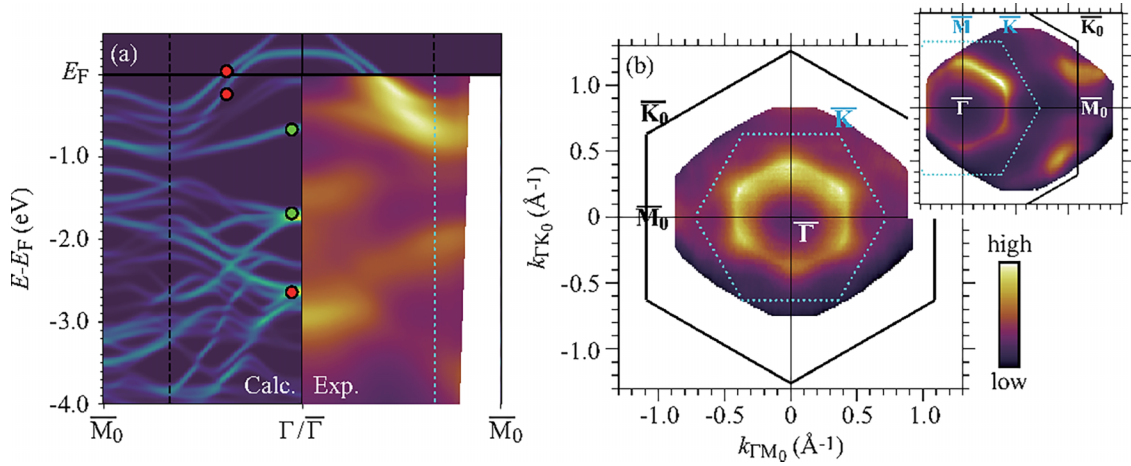 (a)
E_F
-1.0
-2.0
-3.0
-4.0
E-E_F (eV)
Calc.
Exp.
M̅₀
Γ/Γ̅
M̅₀
(b)
1.0
0.5
0
-0.5
-1.0
k_ΓK₀ (Å⁻¹)
K̅₀
K̅
M̅₀
Γ̅
-1.0
-0.5
0
0.5
1.0
k_ΓM₀ (Å⁻¹)
M̅
K̅
K̅₀
Γ̅
M̅₀
high
low